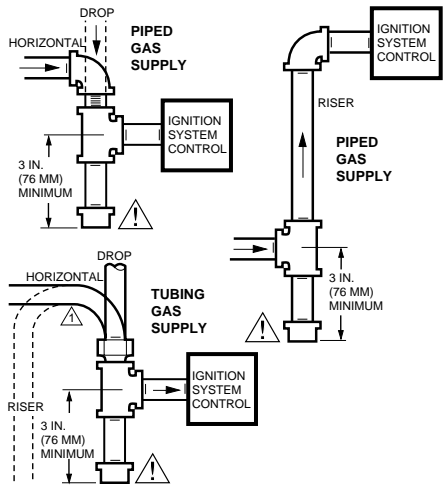 DROP
HORIZONTAL
PIPED
GAS
SUPPLY
IGNITION
SYSTEM
CONTROL
3 IN.
(76 MM)
MINIMUM
!
IGNITION
SYSTEM
CONTROL
RISER
PIPED
GAS
SUPPLY
3 IN.
(76 MM)
MINIMUM
!
DROP
HORIZONTAL
1
TUBING
GAS
SUPPLY
IGNITION
SYSTEM
CONTROL
RISER
3 IN.
(76 MM)
MINIMUM
!